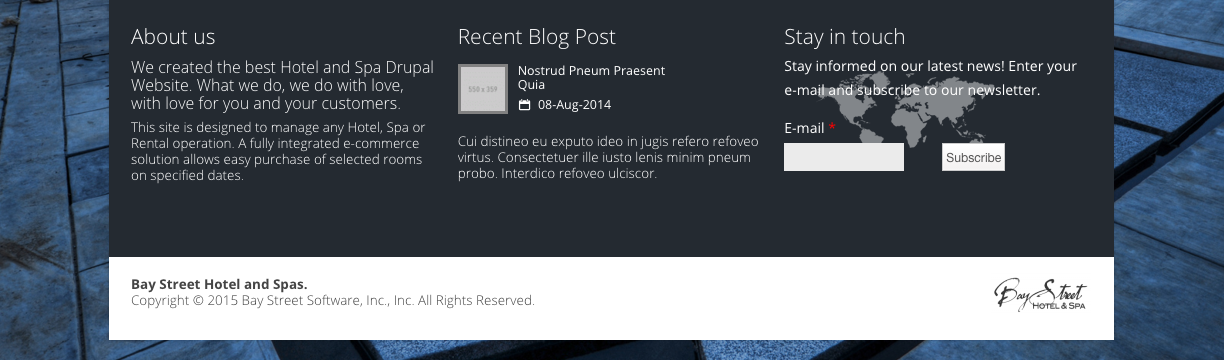 About us
We created the best Hotel and Spa Drupal
Website. What we do, we do with love,
with love for you and your customers.
This site is designed to manage any Hotel, Spa or
Rental operation. A fully integrated e-commerce
solution allows easy purchase of selected rooms
on specified dates.
Recent Blog Post
550 x 350
Nostrud Pneum Praesent
Quia
08-Aug-2014
Cui distineo eu exputo ideo in jugis refero refoveo
virtus. Consectetuer ille iusto lenis minim pneum
probo. Interdico refoveo ulciscor.
Stay in touch
Stay informed on our latest news! Enter your
e-mail and subscribe to our newsletter.
E-mail *
Subscribe
Bay Street Hotel and Spas.
Copyright © 2015 Bay Street Software, Inc., Inc. All Rights Reserved.
Bay Street
HOTEL & SPA